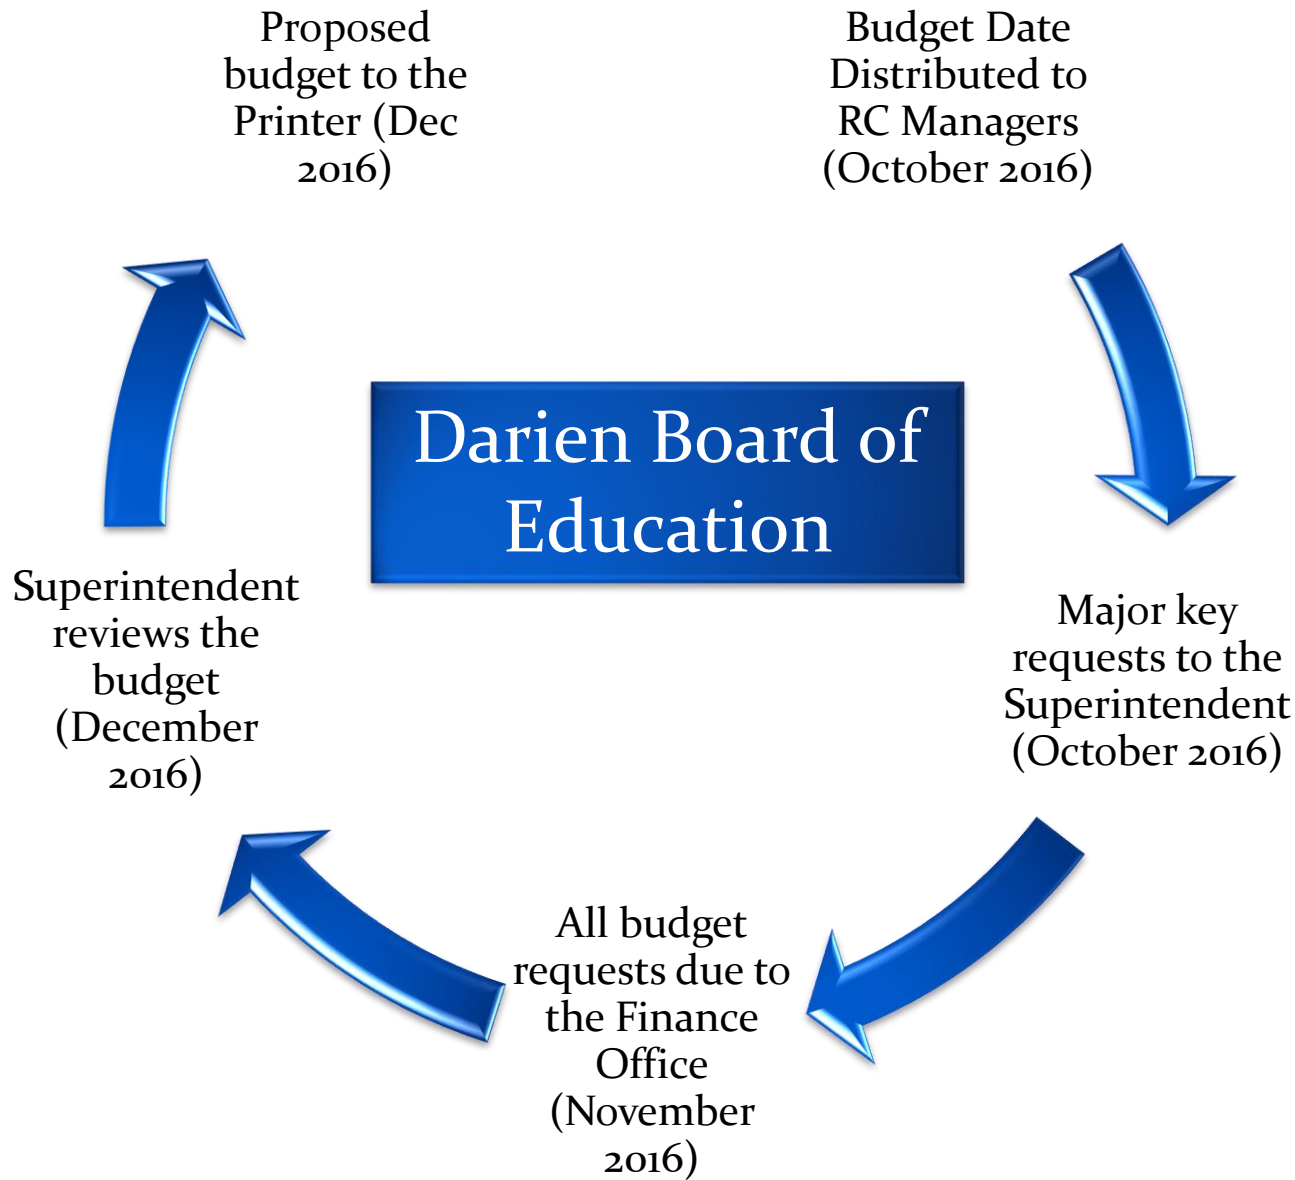 Proposed
budget to the
Printer (Dec
2016)
Budget Date
Distributed to
RC Managers
(October 2016)
Darien Board of
Education
Major key
requests to the
Superintendent
(October 2016)
All budget
requests due to
the Finance
Office
(November
2016)
Superintendent
reviews the
budget
(December
2016)